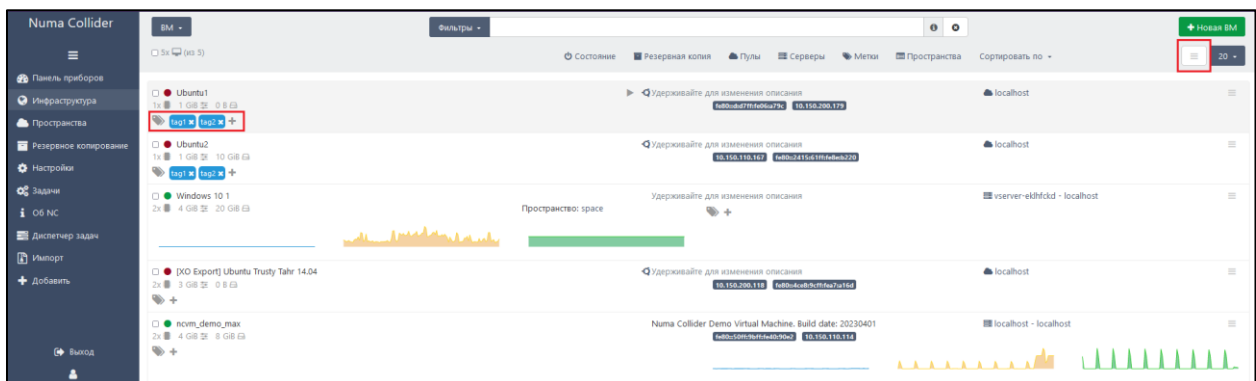 Numa Collider
ВМ
Фильтры
Новая ВМ
5x (из 5)
Состояние Резервная копия Пулы Серверы Метки Пространства Сортировать по
20
Панель приборов
Инфраструктура
Пространства
Резервное копирование
Настройки
Задачи
Об NC
Диспетчер задач
Импорт
Добавить
Выход
Ubuntu1 Удерживайте для изменения описания localhost
1x 1 GiB 0 B 10.150.200.179
tag1 tag2
Ubuntu2 Удерживайте для изменения описания localhost
1x 1 GiB 10 GiB 10.150.110.167
tag1 tag2
Windows 10 1 Удерживайте для изменения описания vserver-eklhfckd - localhost
2x 4 GiB 20 GiB Пространство: space
[XO Export] Ubuntu Trusty Tahr 14.04 Удерживайте для изменения описания localhost
2x 3 GiB 0 B 10.150.200.118
ncvm_demo_max Numa Collider Demo Virtual Machine. Build date: 20230401 localhost - localhost
2x 4 GiB 8 GiB 10.150.110.114